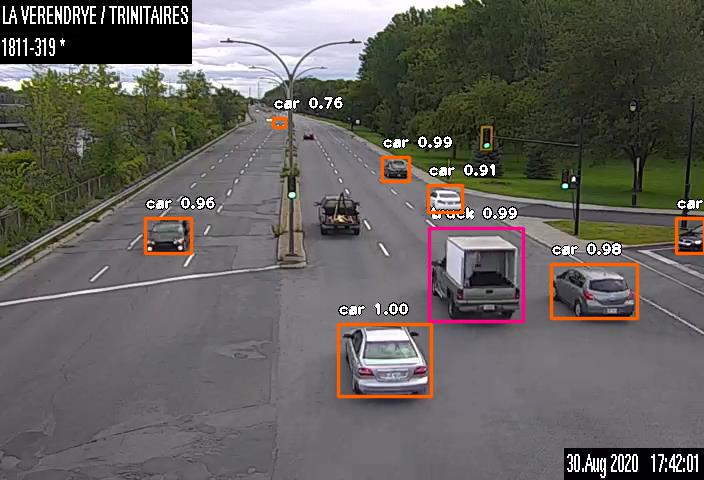 LA VERENDRYE / TRINITAIRES
1811-319 *
car 0.76
car 0.99
car 0.91
car 0.96
truck 0.99
car
car 0.98
car 1.00
30.Aug 2020 17:42:01